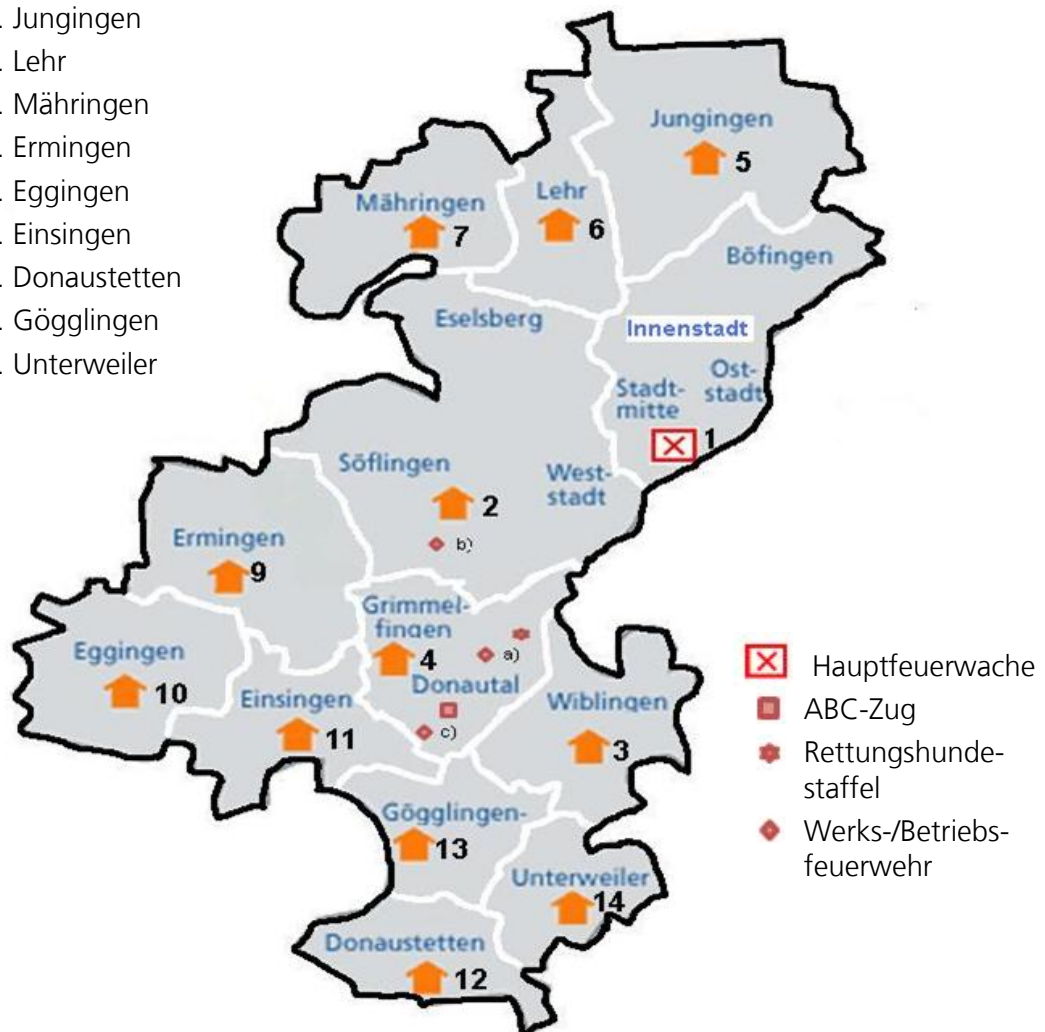 . Jungingen
. Lehr
. Mähringen
. Ermingen
. Eggingen
. Einsingen
. Donaustetten
. Gögglingen
. Unterweiler
Jungingen
5
Lehr
6
Mähringen
7
Böfingen
Eselsberg
Innenstadt
Ost-
stadt
Stadt-
mitte
1
Söflingen
2
West-
stadt
b)
Ermingen
9
Grimmel-
fingen
4
a)
Donautal
c)
Eggingen
10
Einsingen
11
Wiblingen
3
Gögglingen-
13
Unterweiler
14
Donaustetten
12
Hauptfeuerwache
ABC-Zug
Rettungshunde-
staffel
Werks-/Betriebs-
feuerwehr